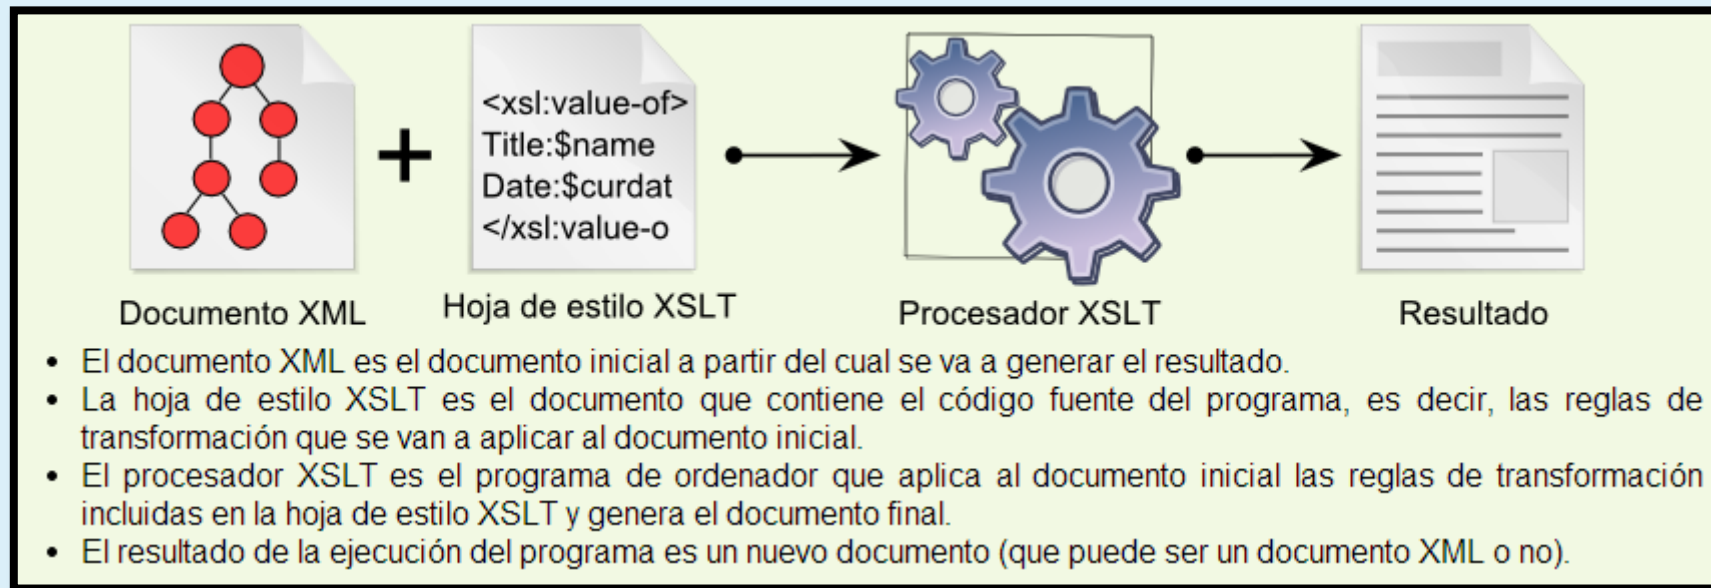 <xsl:value-of>
Title:$name
Date:$curdat
</xsl:value-o
Documento XML
Hoja de estilo XSLT
Procesador XSLT
Resultado
• El documento XML es el documento inicial a partir del cual se va a generar el resultado.
• La hoja de estilo XSLT es el documento que contiene el código fuente del programa, es decir, las reglas de
transformación que se van a aplicar al documento inicial.
• El procesador XSLT es el programa de ordenador que aplica al documento inicial las reglas de transformación
incluidas en la hoja de estilo XSLT y genera el documento final.
• El resultado de la ejecución del programa es un nuevo documento (que puede ser un documento XML o no).